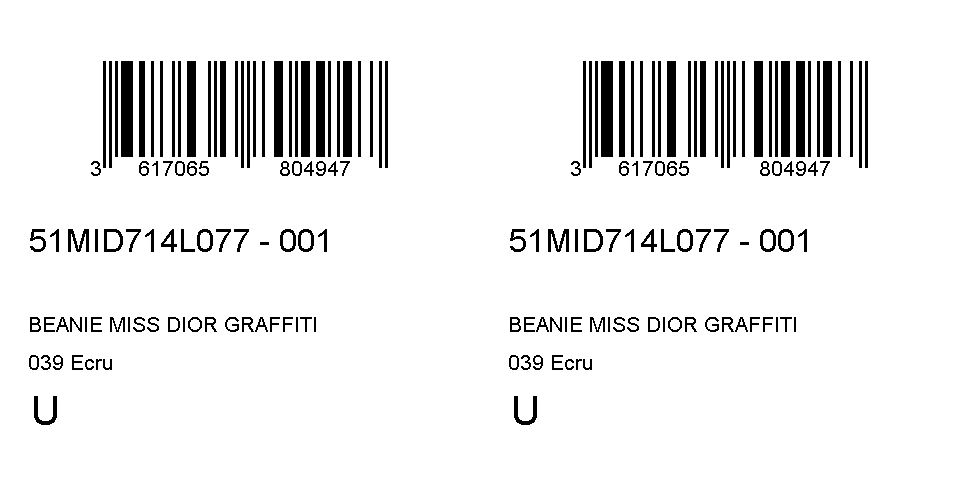 3 617065 804947
51MID714L077 - 001
BEANIE MISS DIOR GRAFFITI
039 Ecru
U
3 617065 804947
51MID714L077 - 001
BEANIE MISS DIOR GRAFFITI
039 Ecru
U